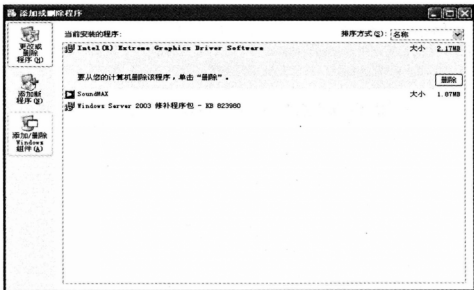 添加或删除程序
更改或
删除
程序(H)
当前安装的程序:
排序方式(S): 名称
Intel(R) Extreme Graphics Driver Software
大小 2.17MB
要从您的计算机删除该程序，单击“删除”。
删除
添加新
程序(N)
SoundMAX
大小 1.87MB
Windows Server 2003 修补程序包 - KB 823980
添加/删除
Windows
组件(A)